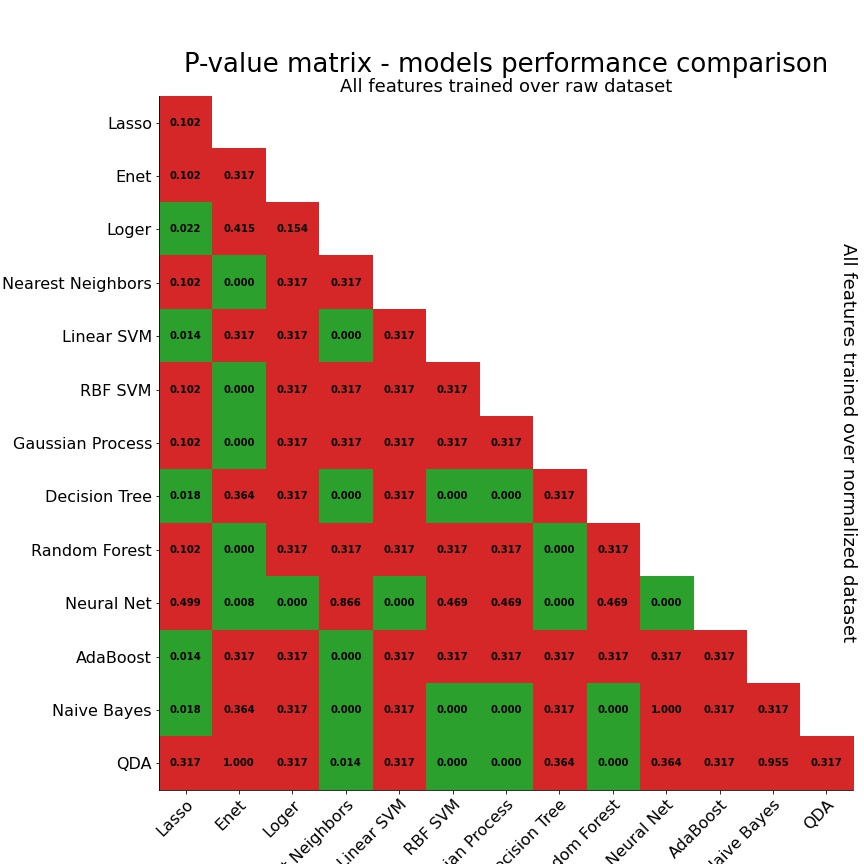 P-value matrix - models performance comparison
All features trained over raw dataset
Lasso 0.102
Enet 0.102 0.317
Loger 0.022 0.415 0.154
Nearest Neighbors 0.102 0.000 0.317 0.317
Linear SVM 0.014 0.317 0.317 0.000 0.317
RBF SVM 0.102 0.000 0.317 0.317 0.317 0.317
Gaussian Process 0.102 0.000 0.317 0.317 0.317 0.317 0.317
Decision Tree 0.018 0.364 0.317 0.000 0.317 0.000 0.000 0.317
Random Forest 0.102 0.000 0.317 0.317 0.317 0.317 0.317 0.000 0.317
Neural Net 0.499 0.008 0.000 0.866 0.000 0.469 0.469 0.000 0.469 0.000
AdaBoost 0.014 0.317 0.317 0.000 0.317 0.317 0.317 0.317 0.317 0.317 0.317
Naive Bayes 0.018 0.364 0.317 0.000 0.317 0.000 0.000 0.317 0.000 1.000 0.317 0.317
QDA 0.317 1.000 0.317 0.014 0.317 0.000 0.000 0.364 0.000 0.364 0.317 0.955 0.317
Lasso Enet Loger Neighbors Linear SVM RBF SVM Process Tree Forest Neural Net AdaBoost Bayes QDA
All features trained over normalized dataset